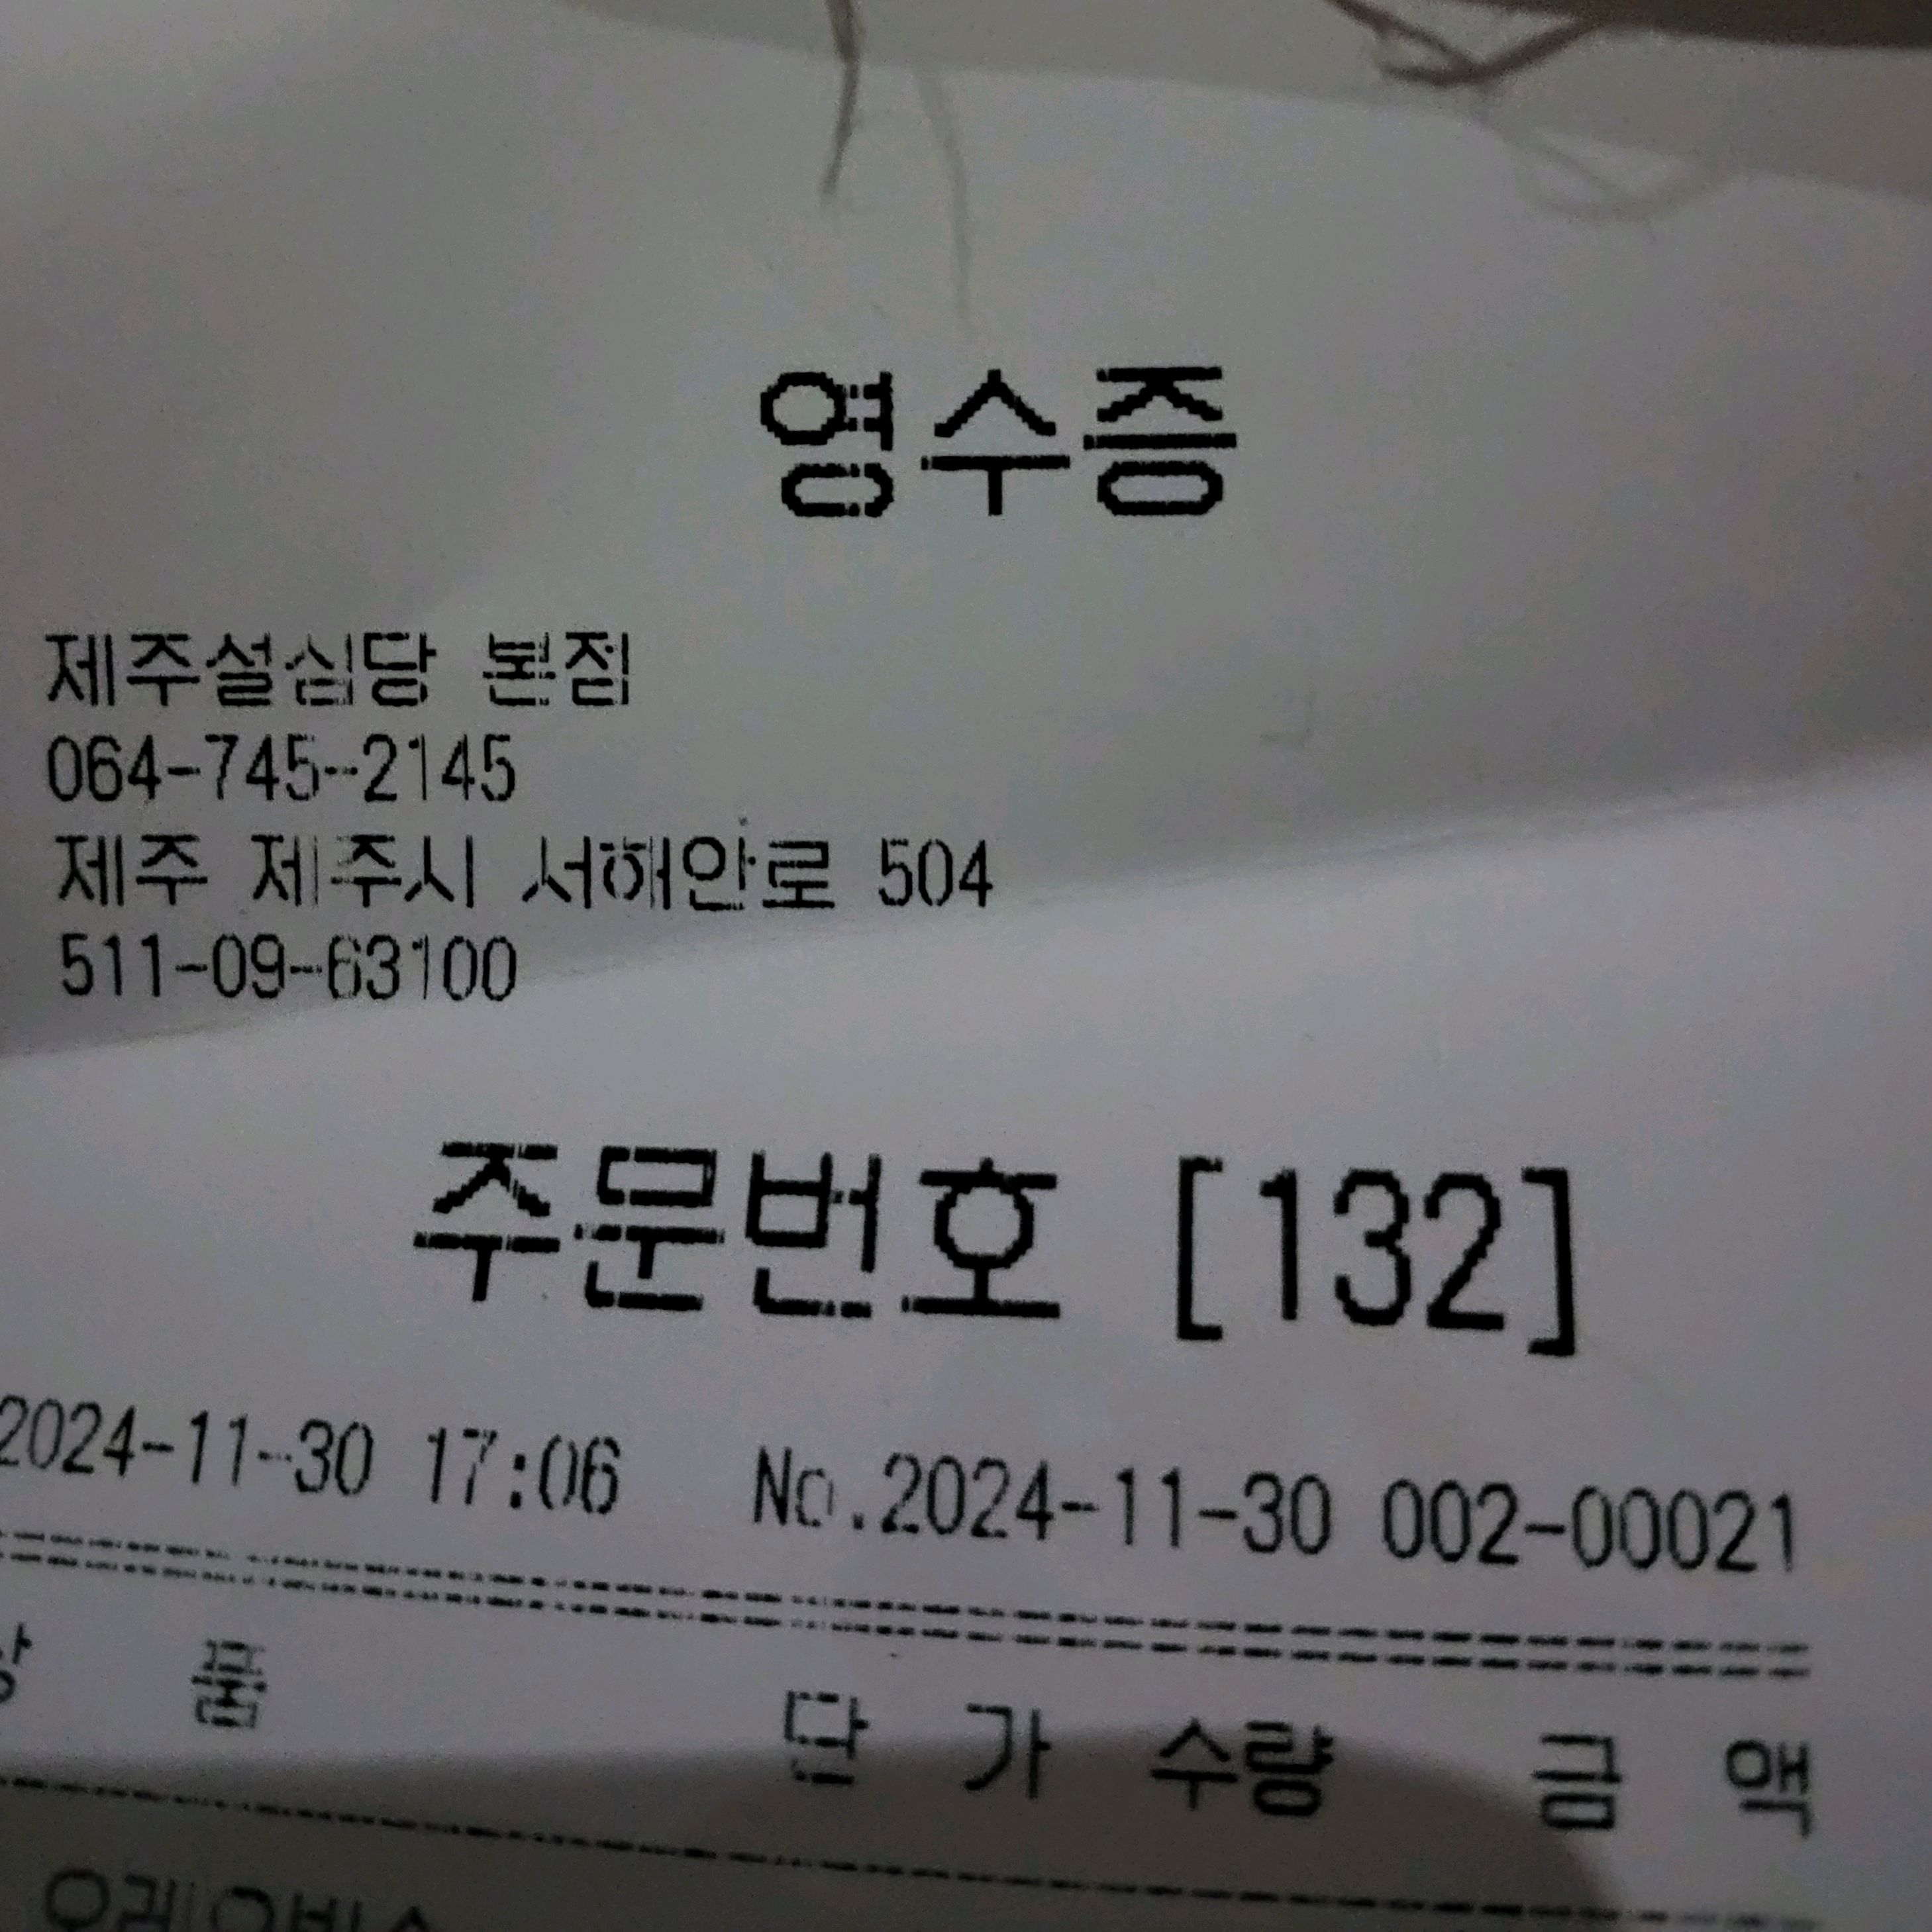 영수증
제주설심당 본점
064-745-2145
제주 제주시 서해안로 504
511-09-63100
주문번호 [132]
2024-11-30 17:06 No.2024-11-30 002-00021
상 품 단 가 수량 금 액